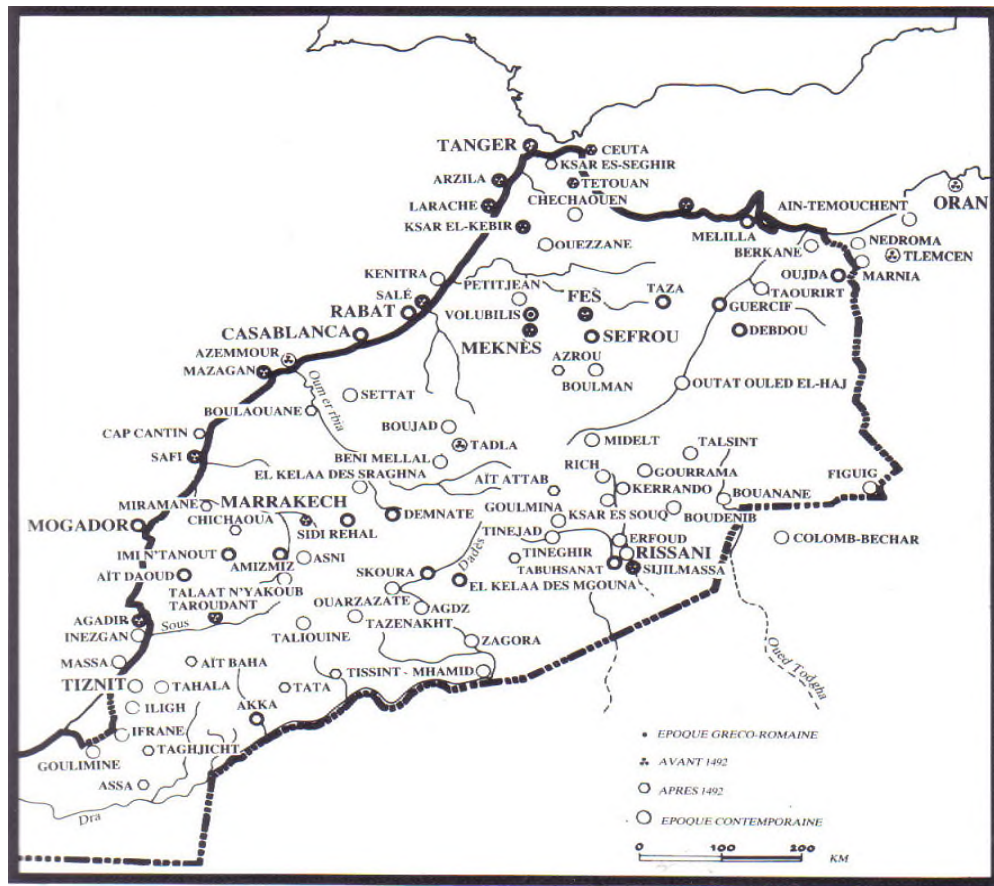 TANGER
CEUTA
KSAR ES-SEGHIR
ARZILA
TETOUAN
CHECHAOUEN
LARACHE
AIN-TEMOUCHENT
ORAN
KSAR EL-KEBIR
MELILLA
OUEZZANE
BERKANE
NEDROMA
TLEMCEN
KENITRA
PETITJEAN
OUJDA
MARNIA
SALÉ
FEŚ
TAZA
TAOURIRT
RABAT
VOLUBILIS
GUERCIF
CASABLANCA
MEKNÈS
SEFROU
DEBDOU
AZEMMOUR
AZROU
MAZAGAN
BOULMAN
OUTAT OULED EL-HAJ
Oum er rbia
SETTAT
BOULAOUANE
BOUJAD
CAP CANTIN
TADLA
MIDELT
TALSINT
SAFI
BENI MELLAL
EL KELAA DES SRAGHNA
AÏT ATTAB
RICH
GOURRAMA
FIGUIG
MIRAMANE
MARRAKECH
KERRANDO
BOUANANE
GOULMINA
KSAR ES SOUQ
BOUDENIB
MOGADOR
CHICHAOUA
DEMNATE
SIDI REHAL
TINEJAD
ERFOUD
COLOMB-BECHAR
IMI N'TANOUT
ASNI
AMIZMIZ
Dadès
TINEGHIR
RISSANI
AÏT DAOUD
SKOURA
TABUHSANAT
SIJILMASSA
EL KELAA DES MGOUNA
TALAAT N'YAKOUB
TAROUDANT
OUARZAZATE
AGDZ
AGADIR
Sous
TAZENAKHT
INEZGAN
TALIOUINE
ZAGORA
Oued Todgha
MASSA
AÏT BAHA
TISSINT - MHAMID
TIZNIT
TAHALA
TATA
ILIGH
AKKA
IFRANE
TAGHJICHT
GOULIMINE
ASSA
Dra
EPOQUE GRECO-ROMAINE
AVANT 1492
APRES 1492
EPOQUE CONTEMPORAINE
0 100 200
KM